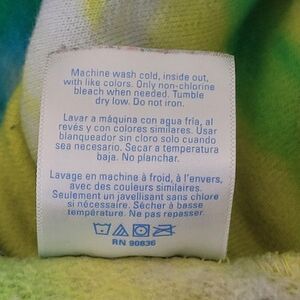 Machine wash cold, inside out,
with like colors. Only non-chlorine
bleach when needed. Tumble
dry low. Do not iron.
Lavar a máquina con agua fría, al
revés y con colores similares. Usar
blanqueador sin cloro solo cuando
sea necesario. Secar a temperatura
baja. No planchar.
Lavage en machine à froid, à l'envers,
avec des couleurs similaires.
Seulement un javellisant sans chlore
si nécessaire. Sécher à basse
température. Ne pas repasser.
RN 90836